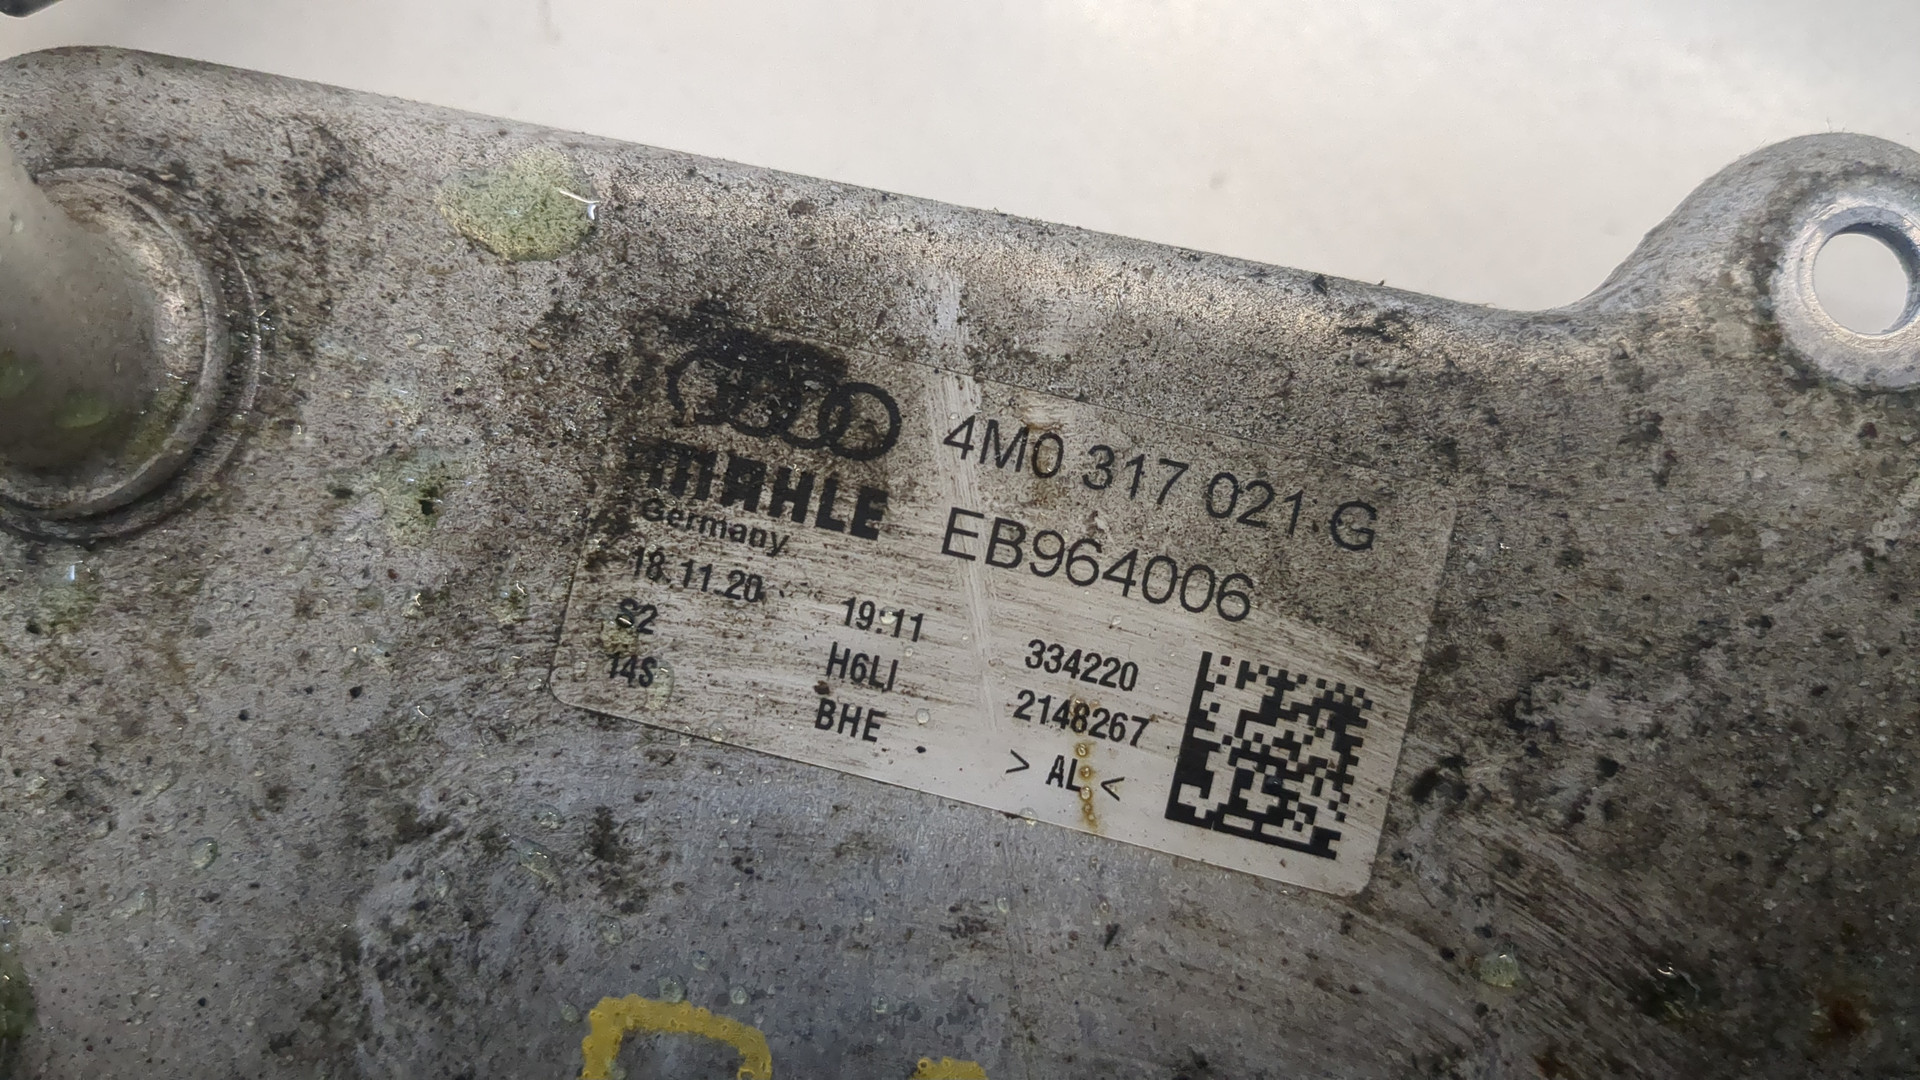 4M0 317 021 G
MAHLE
Germany
EB964006
18.11.20 19:11 334220
S2 H6LI 2148267
14S BHE > AL <